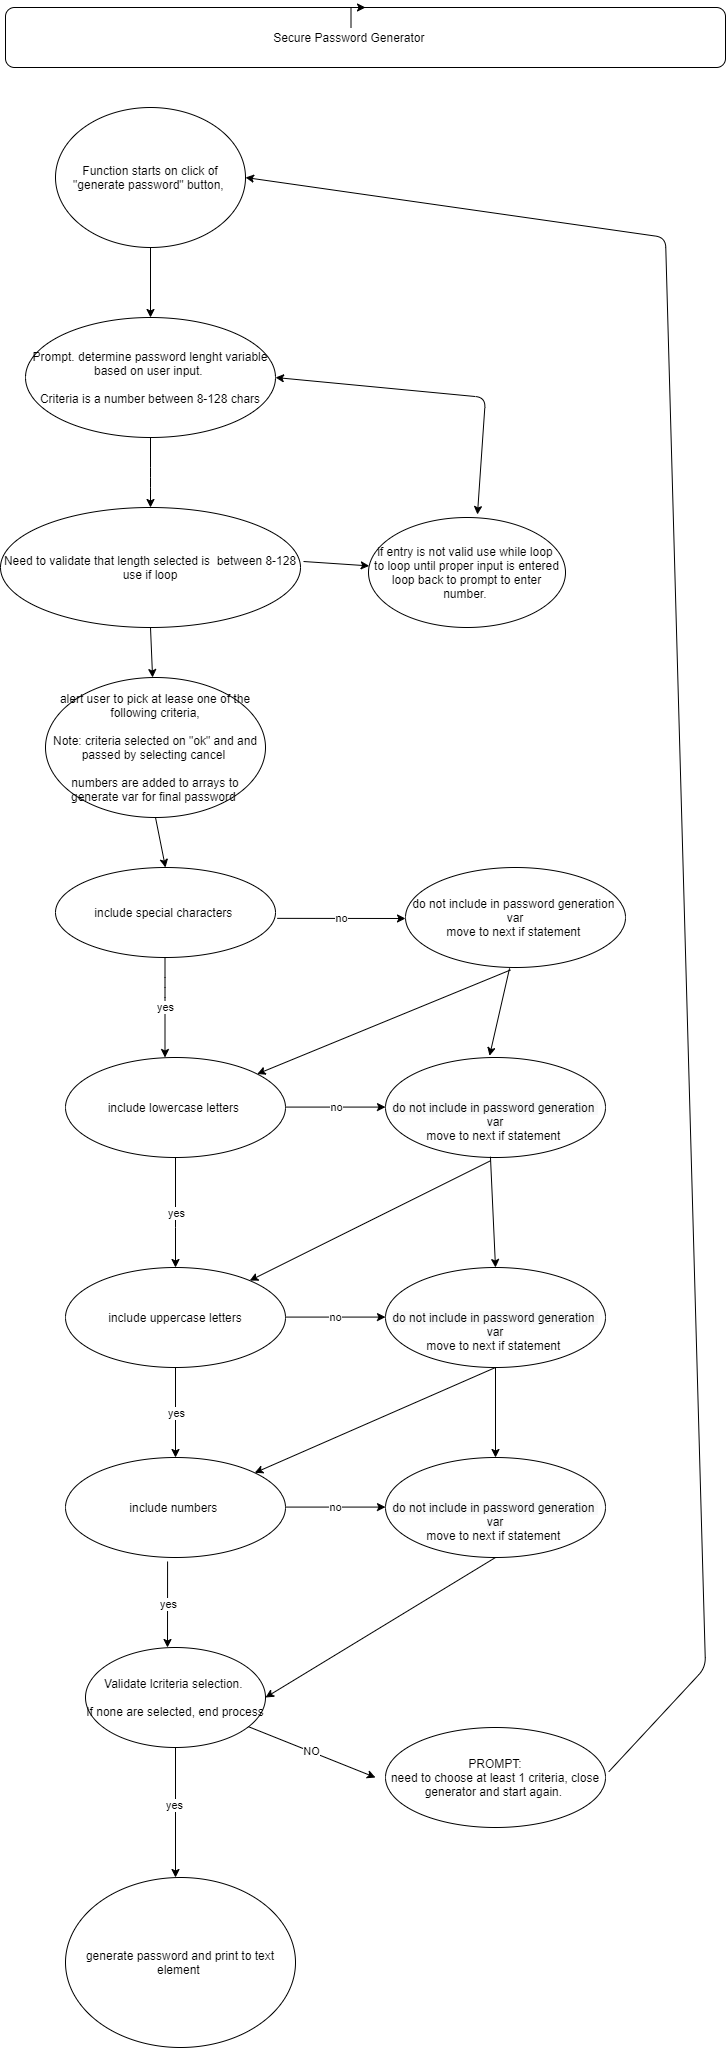 Secure Password Generator
Function starts on click of
"generate password" button,
Prompt. determine password lenght variable
based on user input.
Criteria is a number between 8-128 chars
Need to validate that length selected is  between 8-128
use if loop
If entry is not valid use while loop
to loop until proper input is entered
loop back to prompt to enter
number.
alert user to pick at lease one of the
following criteria,
Note: criteria selected on "ok" and and
passed by selecting cancel
numbers are added to arrays to
generate var for final password
include special characters
no
do not include in password generation
var
move to next if statement
yes
include lowercase letters
no
do not include in password generation
var
move to next if statement
yes
include uppercase letters
no
do not include in password generation
var
move to next if statement
yes
include numbers
no
do not include in password generation
var
move to next if statement
yes
Validate lcriteria selection.
If none are selected, end process
NO
PROMPT:
need to choose at least 1 criteria, close
generator and start again.
yes
generate password and print to text
element